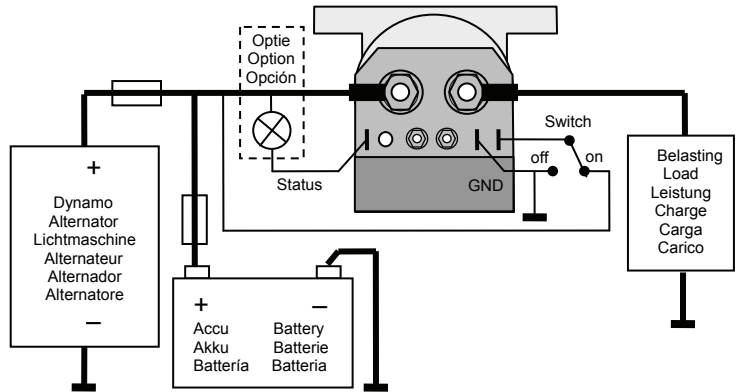 Optie
Option
Opción
Status
GND
Switch
off
on
+
Dynamo
Alternator
Lichtmaschine
Alternateur
Alternador
Alternatore
–
+ –
Accu Battery
Akku Batterie
Battería Batteria
Belasting
Load
Leistung
Charge
Carga
Carico